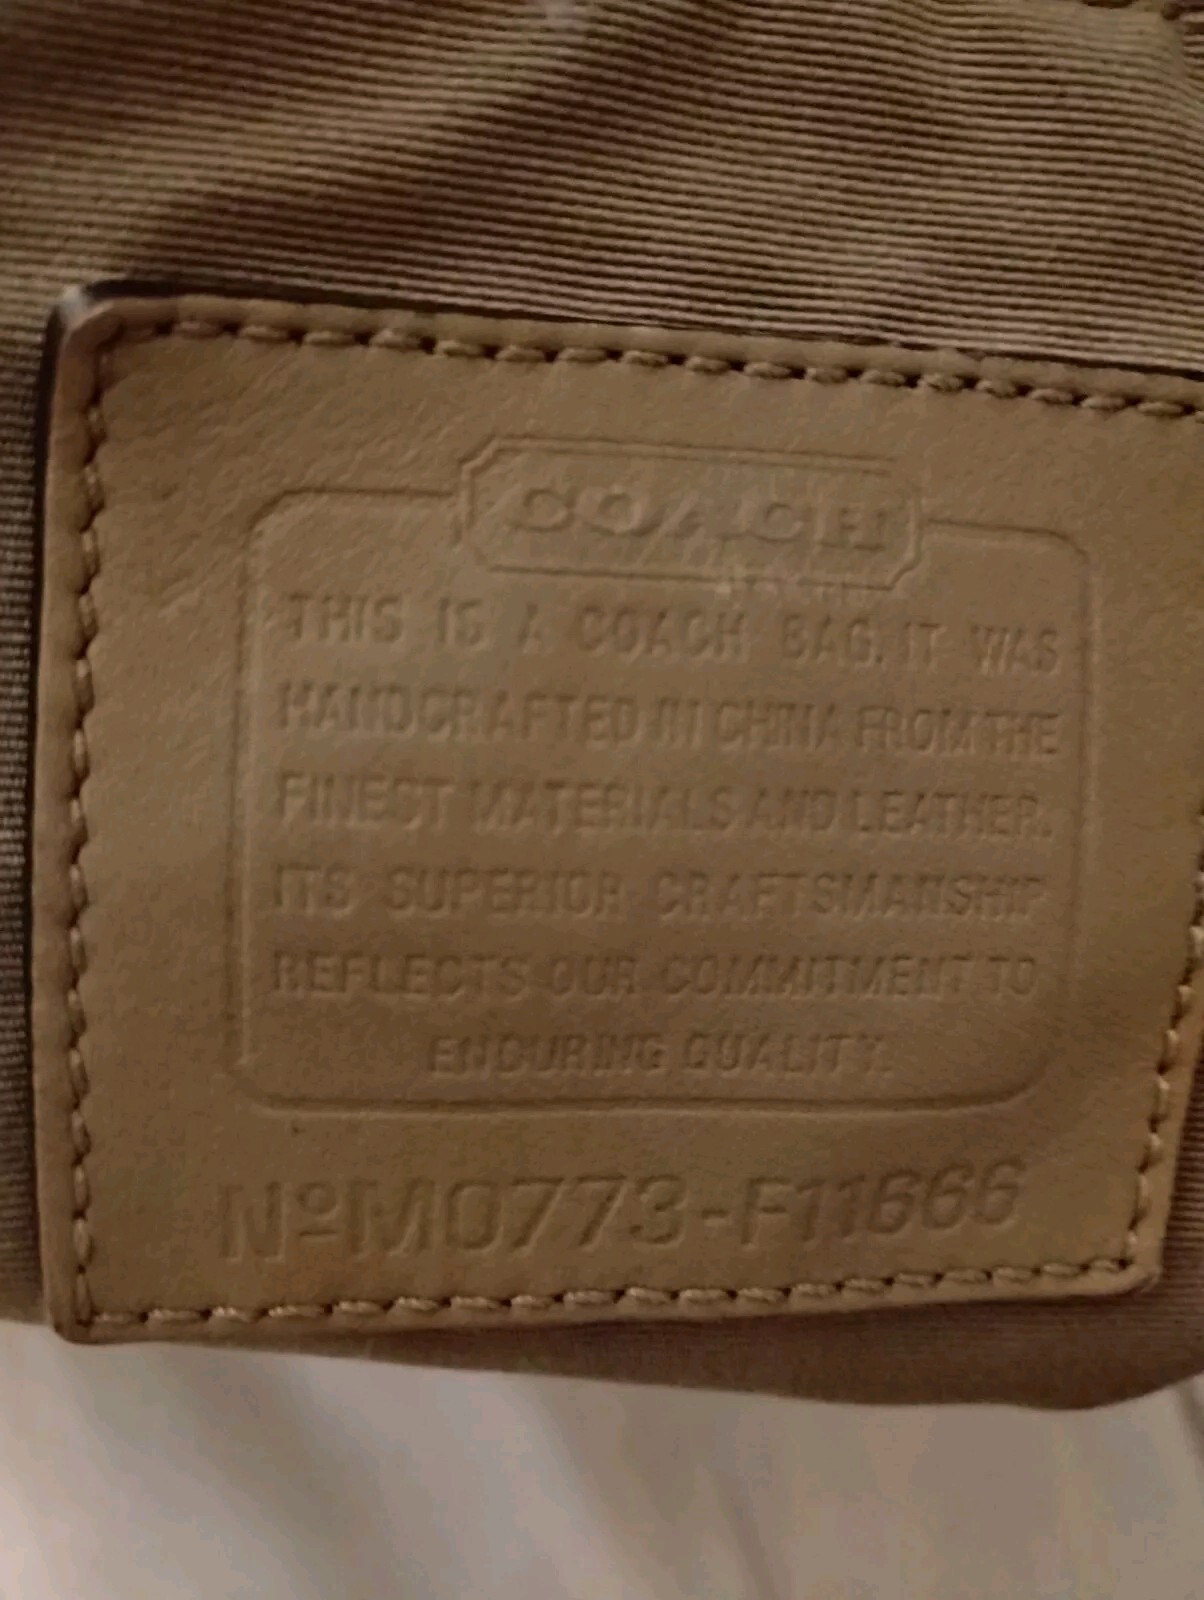 COACH
THIS IS A COACH BAG. IT WAS
HANDCRAFTED IN CHINA FROM THE
FINEST MATERIALS AND LEATHER.
ITS SUPERIOR CRAFTSMANSHIP
REFLECTS OUR COMMITMENT TO
ENDURING QUALITY.
NºM0773-F11666